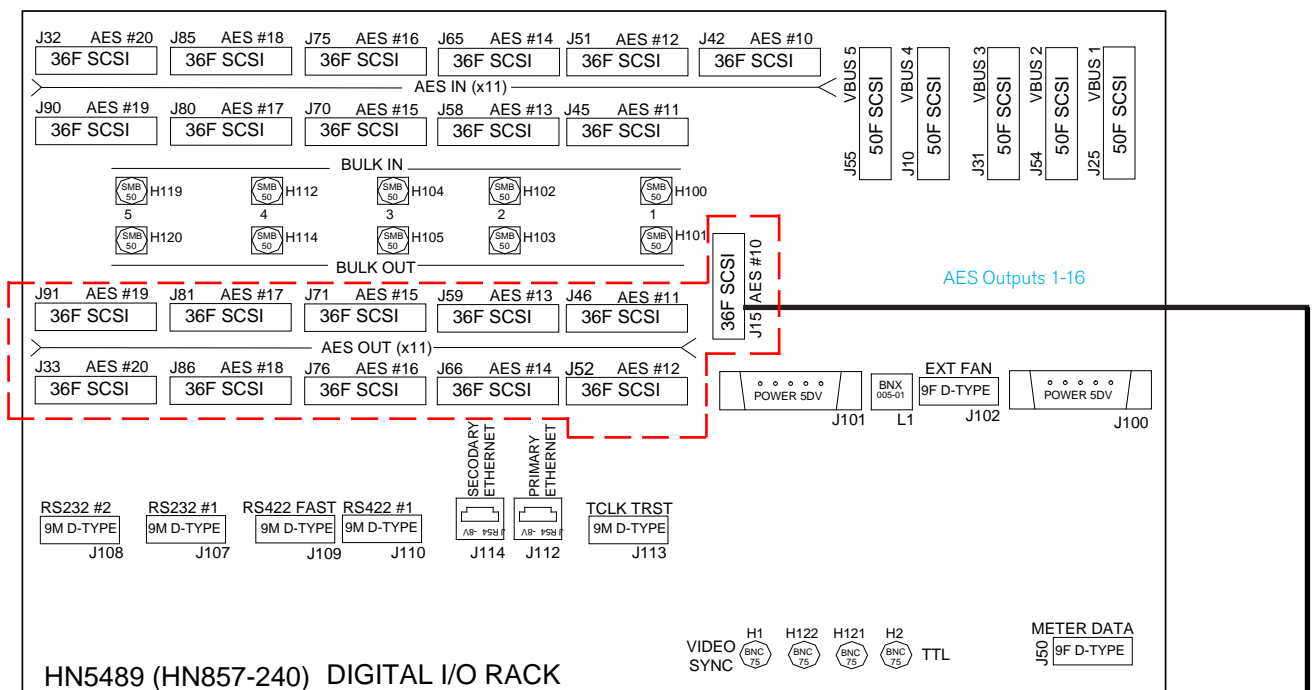 J32 AES #20 J85 AES #18 J75 AES #16 J65 AES #14 J51 AES #12 J42 AES #10
36F SCSI 36F SCSI 36F SCSI 36F SCSI 36F SCSI 36F SCSI
AES IN (x11)
J90 AES #19 J80 AES #17 J70 AES #15 J58 AES #13 J45 AES #11
36F SCSI 36F SCSI 36F SCSI 36F SCSI 36F SCSI
VBUS 5 VBUS 4 VBUS 3 VBUS 2 VBUS 1
50F SCSI 50F SCSI 50F SCSI 50F SCSI 50F SCSI
J55 J10 J31 J54 J25
BULK IN
SMB 50 H119 SMB 50 H112 SMB 50 H104 SMB 50 H102 SMB 50 H100
5 4 3 2 1
SMB 50 H120 SMB 50 H114 SMB 50 H105 SMB 50 H103 SMB 50 H101
BULK OUT
36F SCSI
J15 AES #10
AES Outputs 1-16
J91 AES #19 J81 AES #17 J71 AES #15 J59 AES #13 J46 AES #11
36F SCSI 36F SCSI 36F SCSI 36F SCSI 36F SCSI
AES OUT (x11)
J33 AES #20 J86 AES #18 J76 AES #16 J66 AES #14 J52 AES #12
36F SCSI 36F SCSI 36F SCSI 36F SCSI 36F SCSI
EXT FAN
POWER 5DV BNX 005-01 9F D-TYPE POWER 5DV
J101 L1 J102 J100
SECODARY ETHERNET PRIMARY ETHERNET
RS232 #2 RS232 #1 RS422 FAST RS422 #1 TCLK TRST
9M D-TYPE 9M D-TYPE 9M D-TYPE 9M D-TYPE J R54 -8V J R54 -8V 9M D-TYPE
J108 J107 J109 J110 J114 J112 J113
H1 H122 H121 H2
VIDEO SYNC BNC 75 BNC 75 BNC 75 BNC 75 TTL
METER DATA
J50 9F D-TYPE
HN5489 (HN857-240) DIGITAL I/O RACK